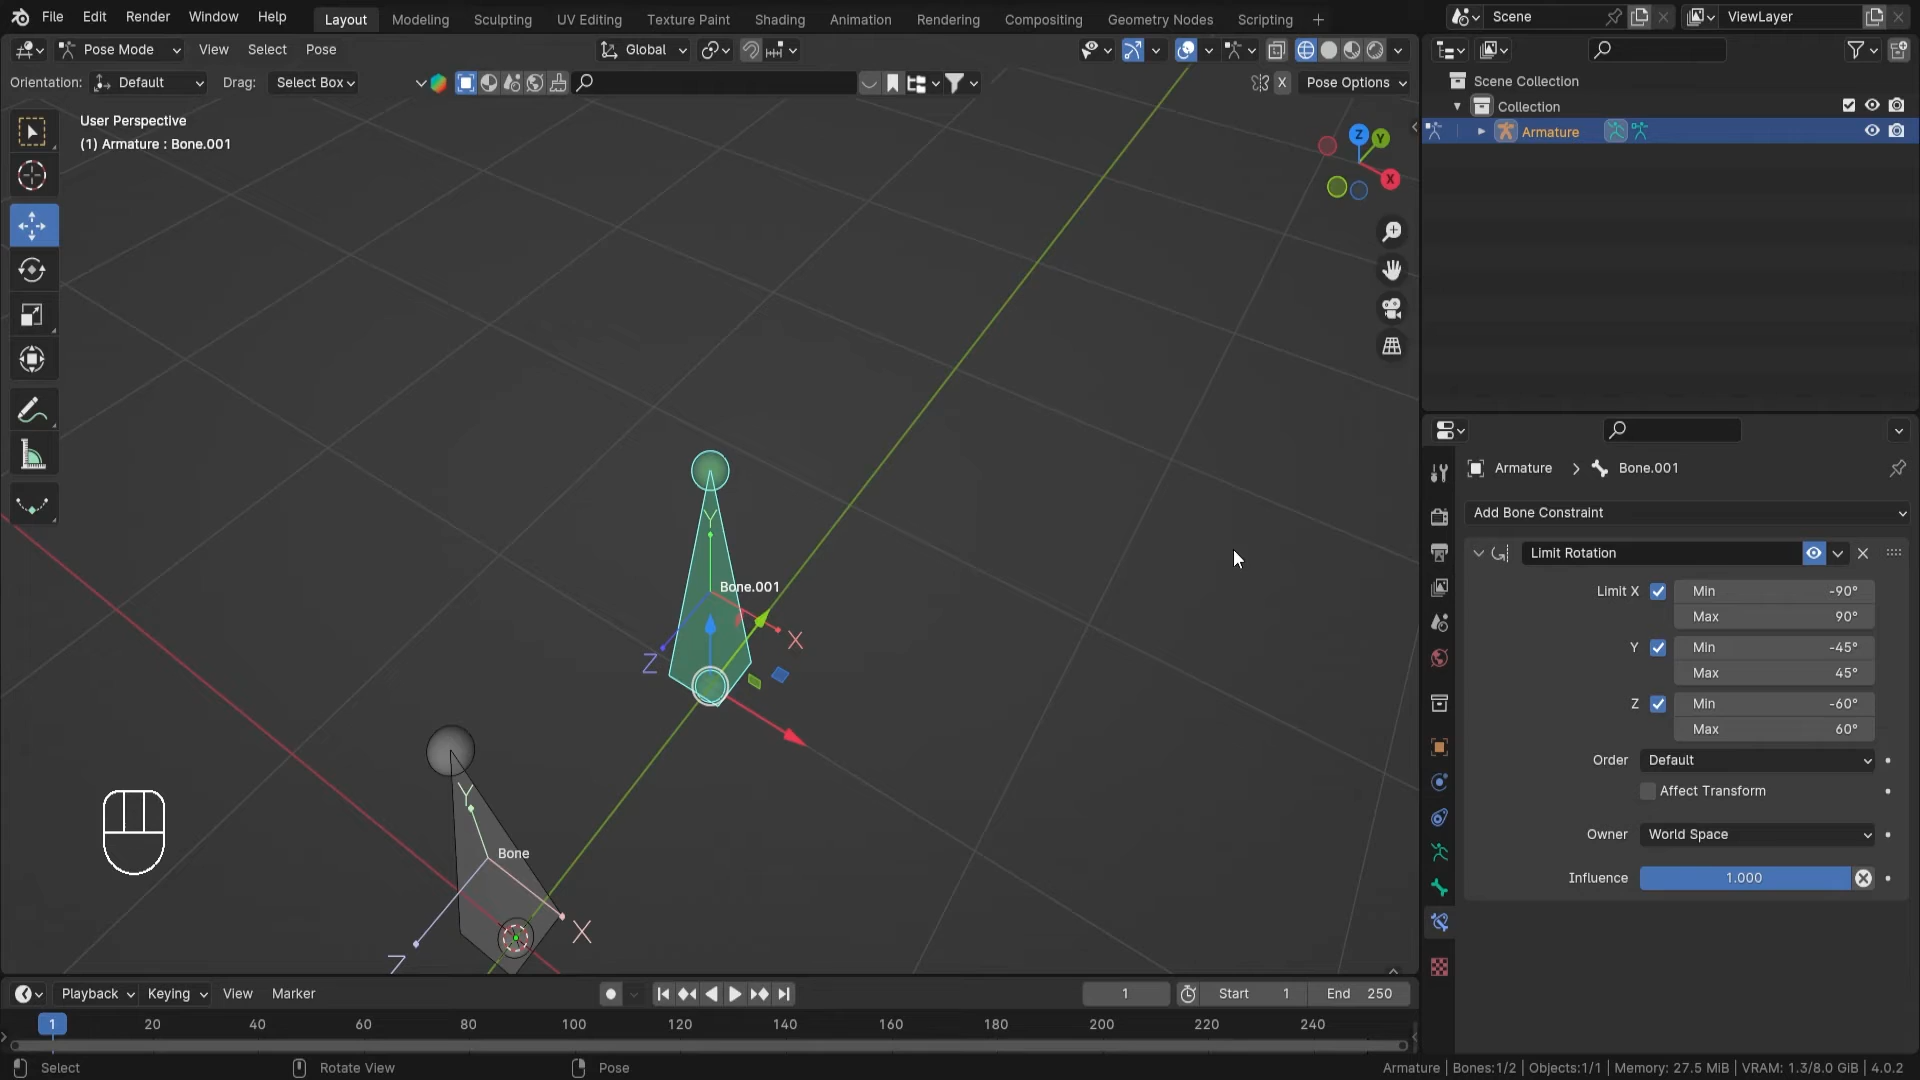 File Edit Render Window Help Layout Modeling Sculpting UV Editing Texture Paint Shading Animation Rendering Compositing Geometry Nodes Scripting + Scene ViewLayer
Pose Mode View Select Pose Global
Orientation: Default Drag: Select Box X Pose Options
User Perspective
(1) Armature : Bone.001
Z Y
X
Scene Collection
Collection
Armature
Armature > Bone.001
Add Bone Constraint
Limit Rotation
Limit X Min -90°
Max 90°
Y Min -45°
Max 45°
Z Min -60°
Max 60°
Order Default
Affect Transform
Owner World Space
Influence 1.000
Y
Bone.001
X
Z
Y
Bone
X
Z
Playback Keying View Marker 1 Start 1 End 250
1 20 40 60 80 100 120 140 160 180 200 220 240
Select Rotate View Pose Armature | Bones:1/2 | Objects:1/1 | Memory: 27.5 MiB | VRAM: 1.3/8.0 GiB | 4.0.2